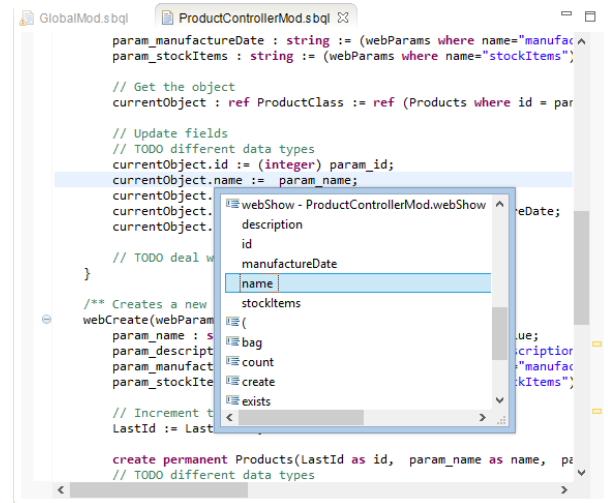 GlobalMod.sbql ProductControllerMod.sbql
param_manufactureDate : string := (webParams where name="manufac
param_stockItems : string := (webParams where name="stockItems")
// Get the object
currentObject : ref ProductClass := ref (Products where id = par
// Update fields
// TODO different data types
currentObject.id := (integer) param_id;
currentObject.name := param_name;
currentObject.
currentObject. eDate;
currentObject.
// TODO deal w
}
webShow - ProductControllerMod.webShow
description
id
manufactureDate
name
stockItems
(
bag
count
create
exists
/** Creates a new
webCreate(webParam
param_name : s ue;
param_descript cription
param_manufact "manufac
param_stockIte kItems")
// Increment t
LastId := Last
create permanent Products(LastId as id, param_name as name, pa
// TODO different data types